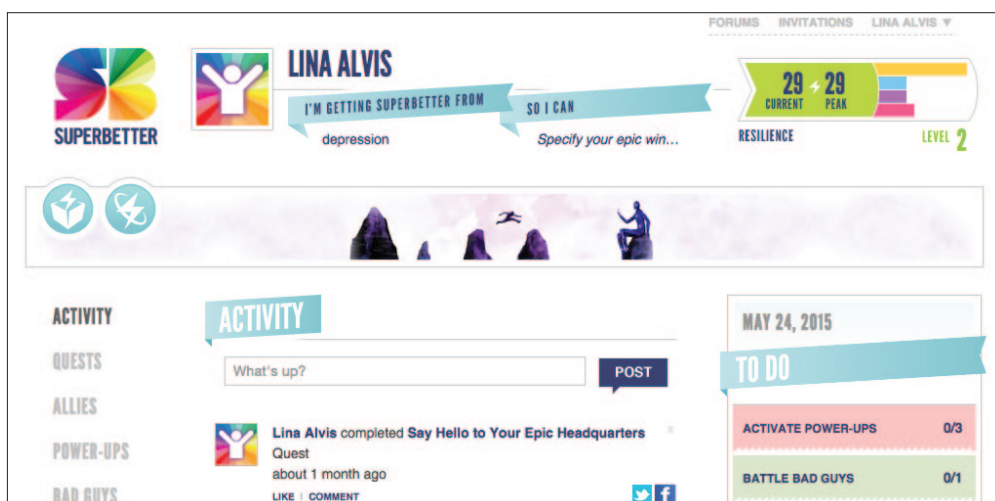 FORUMS INVITATIONS LINA ALVIS ▼
SUPERBETTER
LINA ALVIS
I'M GETTING SUPERBETTER FROM
depression
SO I CAN
Specify your epic win...
29 29
CURRENT PEAK
RESILIENCE LEVEL 2
ACTIVITY
QUESTS
ALLIES
POWER-UPS
BAD GUYS
ACTIVITY
What's up? POST
Lina Alvis completed Say Hello to Your Epic Headquarters x
Quest
about 1 month ago
LIKE | COMMENT
MAY 24, 2015
TO DO
ACTIVATE POWER-UPS 0/3
BATTLE BAD GUYS 0/1